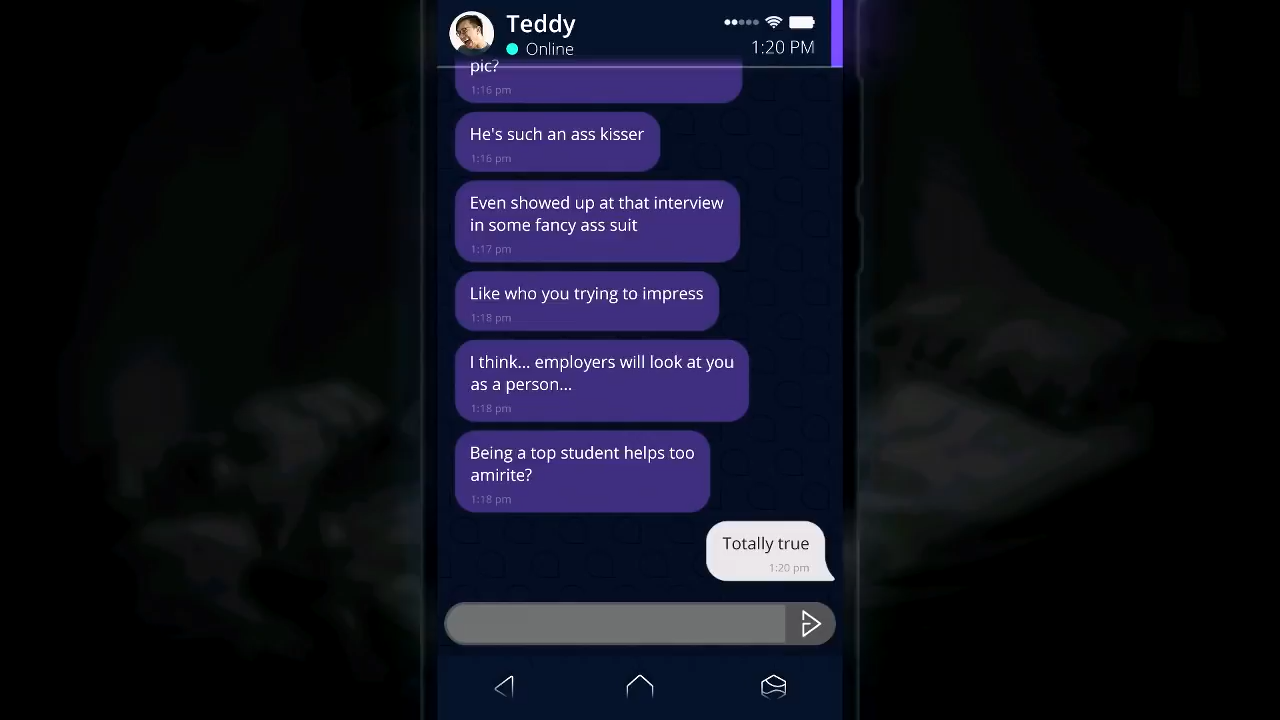 Teddy
Online
1:20 PM
pic?
1:16 pm
He's such an ass kisser
1:16 pm
Even showed up at that interview
in some fancy ass suit
1:17 pm
Like who you trying to impress
1:18 pm
I think... employers will look at you
as a person...
1:18 pm
Being a top student helps too
amirite?
1:18 pm
Totally true
1:20 pm